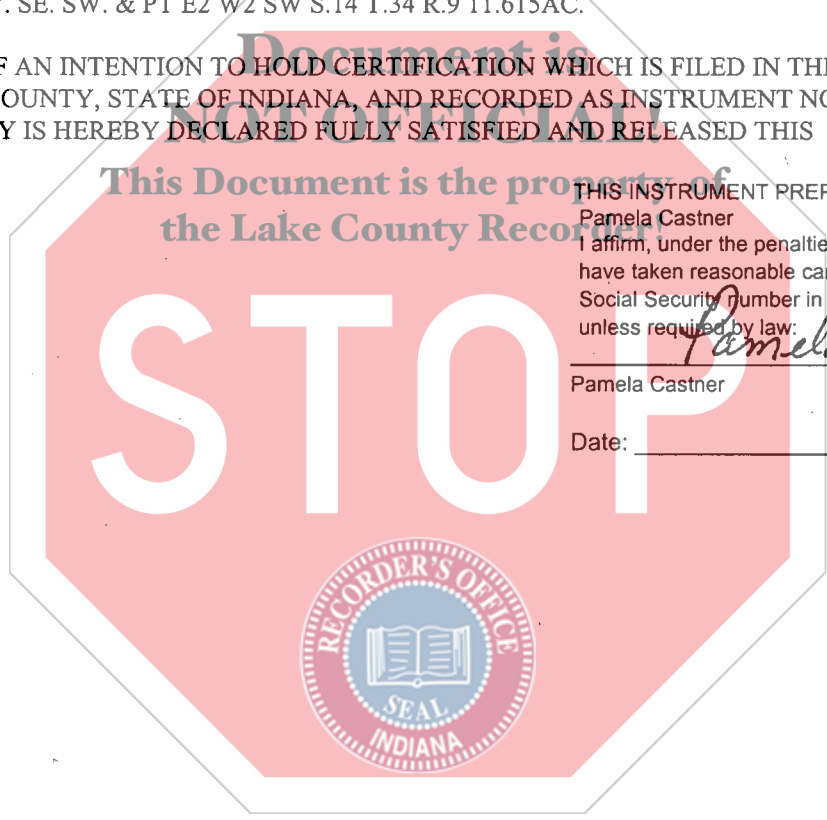 . SE. SW. & PT E2 W2 SW S.14 T.34 R.9 11.615AC.
Document is
F AN INTENTION TO HOLD CERTIFICATION WHICH IS FILED IN THE
OUNTY, STATE OF INDIANA, AND RECORDED AS INSTRUMENT NO
NOT OFFICIAL!
Y IS HEREBY DECLARED FULLY SATISFIED AND RELEASED THIS
This Document is the property of
the Lake County Recorder!
THIS INSTRUMENT PREP
Pamela Castner
I affirm, under the penaltie
have taken reasonable car
Social Security number in
unless required by law:
Pamel
Pamela Castner
Date:
STOP
RECORDER'S OFFICE
SEAL
INDIANA